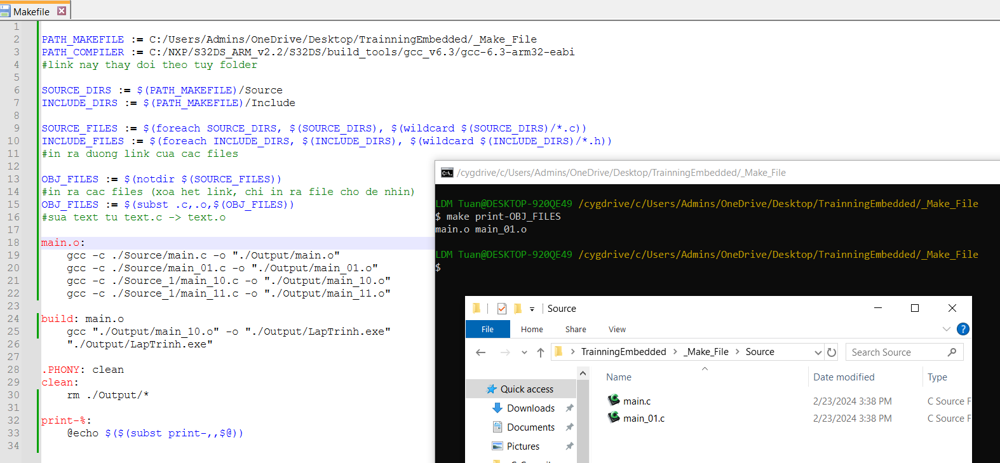 Makefile
1
2 PATH_MAKEFILE := C:/Users/Admins/OneDrive/Desktop/TrainningEmbedded/_Make_File
3 PATH_COMPILER := C:/NXP/S32DS_ARM_v2.2/S32DS/build_tools/gcc_v6.3/gcc-6.3-arm32-eabi
4 #link nay thay doi theo tuy folder
5
6 SOURCE_DIRS := $(PATH_MAKEFILE)/Source
7 INCLUDE_DIRS := $(PATH_MAKEFILE)/Include
8
9 SOURCE_FILES := $(foreach SOURCE_DIRS, $(SOURCE_DIRS), $(wildcard $(SOURCE_DIRS)/*.c))
10 INCLUDE_FILES := $(foreach INCLUDE_DIRS, $(INCLUDE_DIRS), $(wildcard $(INCLUDE_DIRS)/*.h))
11 #in ra duong link cua cac files
12
13 OBJ_FILES := $(notdir $(SOURCE_FILES))
14 #in ra cac files (xoa het link, chi in ra file cho de nhin)
15 OBJ_FILES := $(subst .c,.o,$(OBJ_FILES))
16 #sua text tu text.c -> text.o
17
18 main.o:
19 gcc -c ./Source/main.c -o "./Output/main.o"
20 gcc -c ./Source/main_01.c -o "./Output/main_01.o"
21 gcc -c ./Source_1/main_10.c -o "./Output/main_10.o"
22 gcc -c ./Source_1/main_11.c -o "./Output/main_11.o"
23
24 build: main.o
25 gcc "./Output/main_10.o" -o "./Output/LapTrinh.exe"
26 "./Output/LapTrinh.exe"
27
28 .PHONY: clean
29 clean:
30 rm ./Output/*
31
32 print-%:
33 @echo $($(subst print-,,$@))
34
/cygdrive/c/Users/Admins/OneDrive/Desktop/TrainningEmbedded/_Make_File
LDM Tuan@DESKTOP-920QE49 /cygdrive/c/Users/Admins/OneDrive/Desktop/TrainningEmbedded/_Make_File
$ make print-OBJ_FILES
main.o main_01.o
LDM Tuan@DESKTOP-920QE49 /cygdrive/c/Users/Admins/OneDrive/Desktop/TrainningEmbedded/_Make_File
$
Source
File Home Share View
TrainningEmbedded > _Make_File > Source
Search Source
Name Date modified Type
Quick access
Downloads
Documents
Pictures
main.c 2/23/2024 3:38 PM C Source F
main_01.c 2/23/2024 3:38 PM C Source F